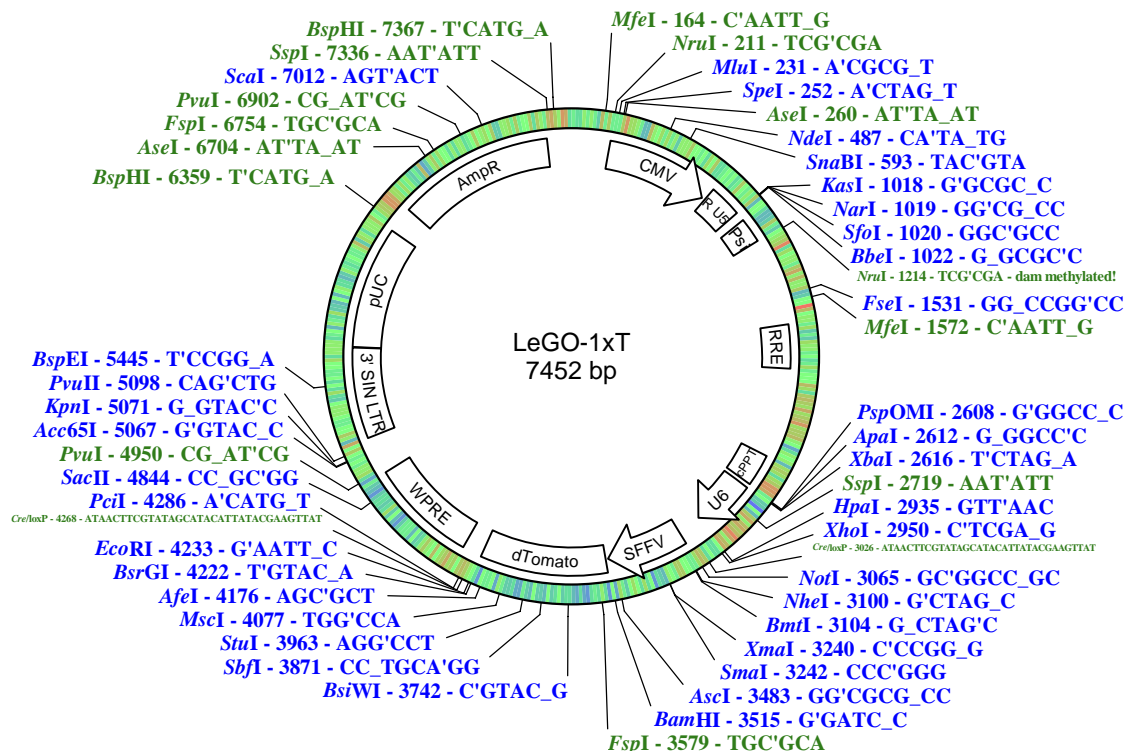 BspHI - 7367 - T'CATG_A
SspI - 7336 - AAT'ATT
ScaI - 7012 - AGT'ACT
PvuI - 6902 - CG_AT'CG
FspI - 6754 - TGC'GCA
AseI - 6704 - AT'TA_AT
BspHI - 6359 - T'CATG_A
MfeI - 164 - C'AATT_G
NruI - 211 - TCG'CGA
MluI - 231 - A'CGCG_T
SpeI - 252 - A'CTAG_T
AseI - 260 - AT'TA_AT
NdeI - 487 - CA'TA_TG
SnaBI - 593 - TAC'GTA
KasI - 1018 - G'GCGC_C
NarI - 1019 - GG'CG_CC
SfoI - 1020 - GGC'GCC
BbeI - 1022 - G_GCGC'C
NruI - 1214 - TCG'CGA - dam methylated!
FseI - 1531 - GG_CCGG'CC
MfeI - 1572 - C'AATT_G
AmpR
CMV
R U5
Psi
pUC
RRE
3' SIN LTR
cPPT
U6
WPRE
dTomato
SFFV
LeGO-1xT
7452 bp
BspEI - 5445 - T'CCGG_A
PvuII - 5098 - CAG'CTG
KpnI - 5071 - G_GTAC'C
Acc65I - 5067 - G'GTAC_C
PvuI - 4950 - CG_AT'CG
SacII - 4844 - CC_GC'GG
PciI - 4286 - A'CATG_T
Cre/loxP - 4268 - ATAACTTCGTATAGCATACATTATACGAAGTTAT
EcoRI - 4233 - G'AATT_C
BsrGI - 4222 - T'GTAC_A
AfeI - 4176 - AGC'GCT
MscI - 4077 - TGG'CCA
StuI - 3963 - AGG'CCT
SbfI - 3871 - CC_TGCA'GG
BsiWI - 3742 - C'GTAC_G
PspOMI - 2608 - G'GGCC_C
ApaI - 2612 - G_GGCC'C
XbaI - 2616 - T'CTAG_A
SspI - 2719 - AAT'ATT
HpaI - 2935 - GTT'AAC
XhoI - 2950 - C'TCGA_G
Cre/loxP - 3026 - ATAACTTCGTATAGCATACATTATACGAAGTTAT
NotI - 3065 - GC'GGCC_GC
NheI - 3100 - G'CTAG_C
BmtI - 3104 - G_CTAG'C
XmaI - 3240 - C'CCGG_G
SmaI - 3242 - CCC'GGG
AscI - 3483 - GG'CGCG_CC
BamHI - 3515 - G'GATC_C
FspI - 3579 - TGC'GCA